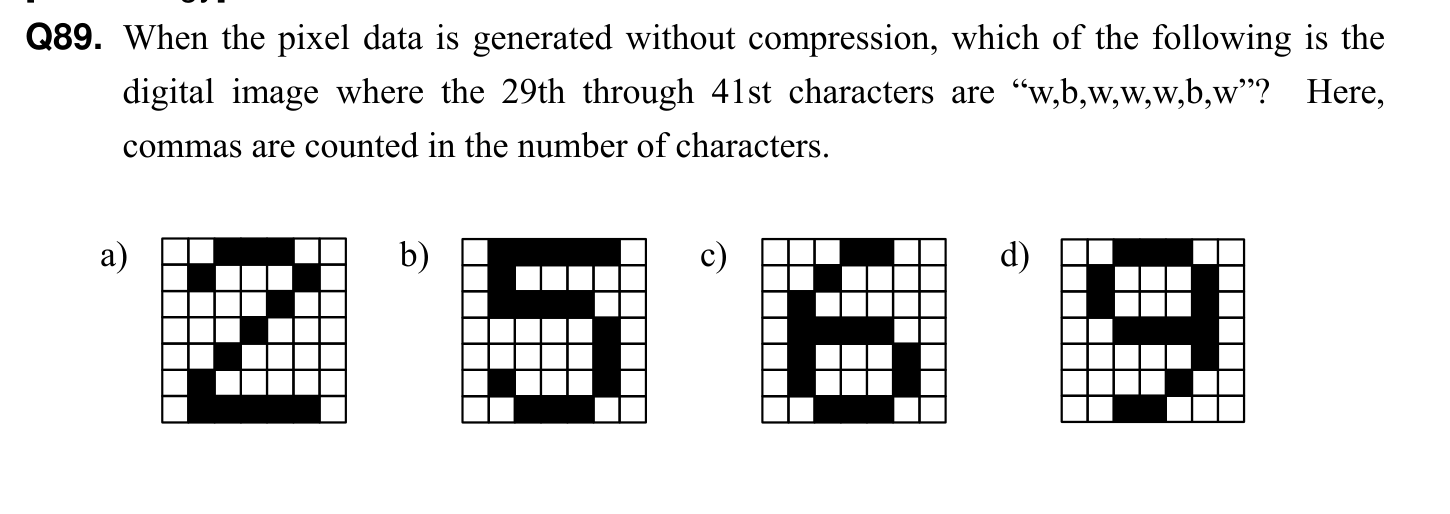 Q89. When the pixel data is generated without compression, which of the following is the
digital image where the 29th through 41st characters are “w,b,w,w,w,b,w”? Here,
commas are counted in the number of characters.
a) b) c) d)